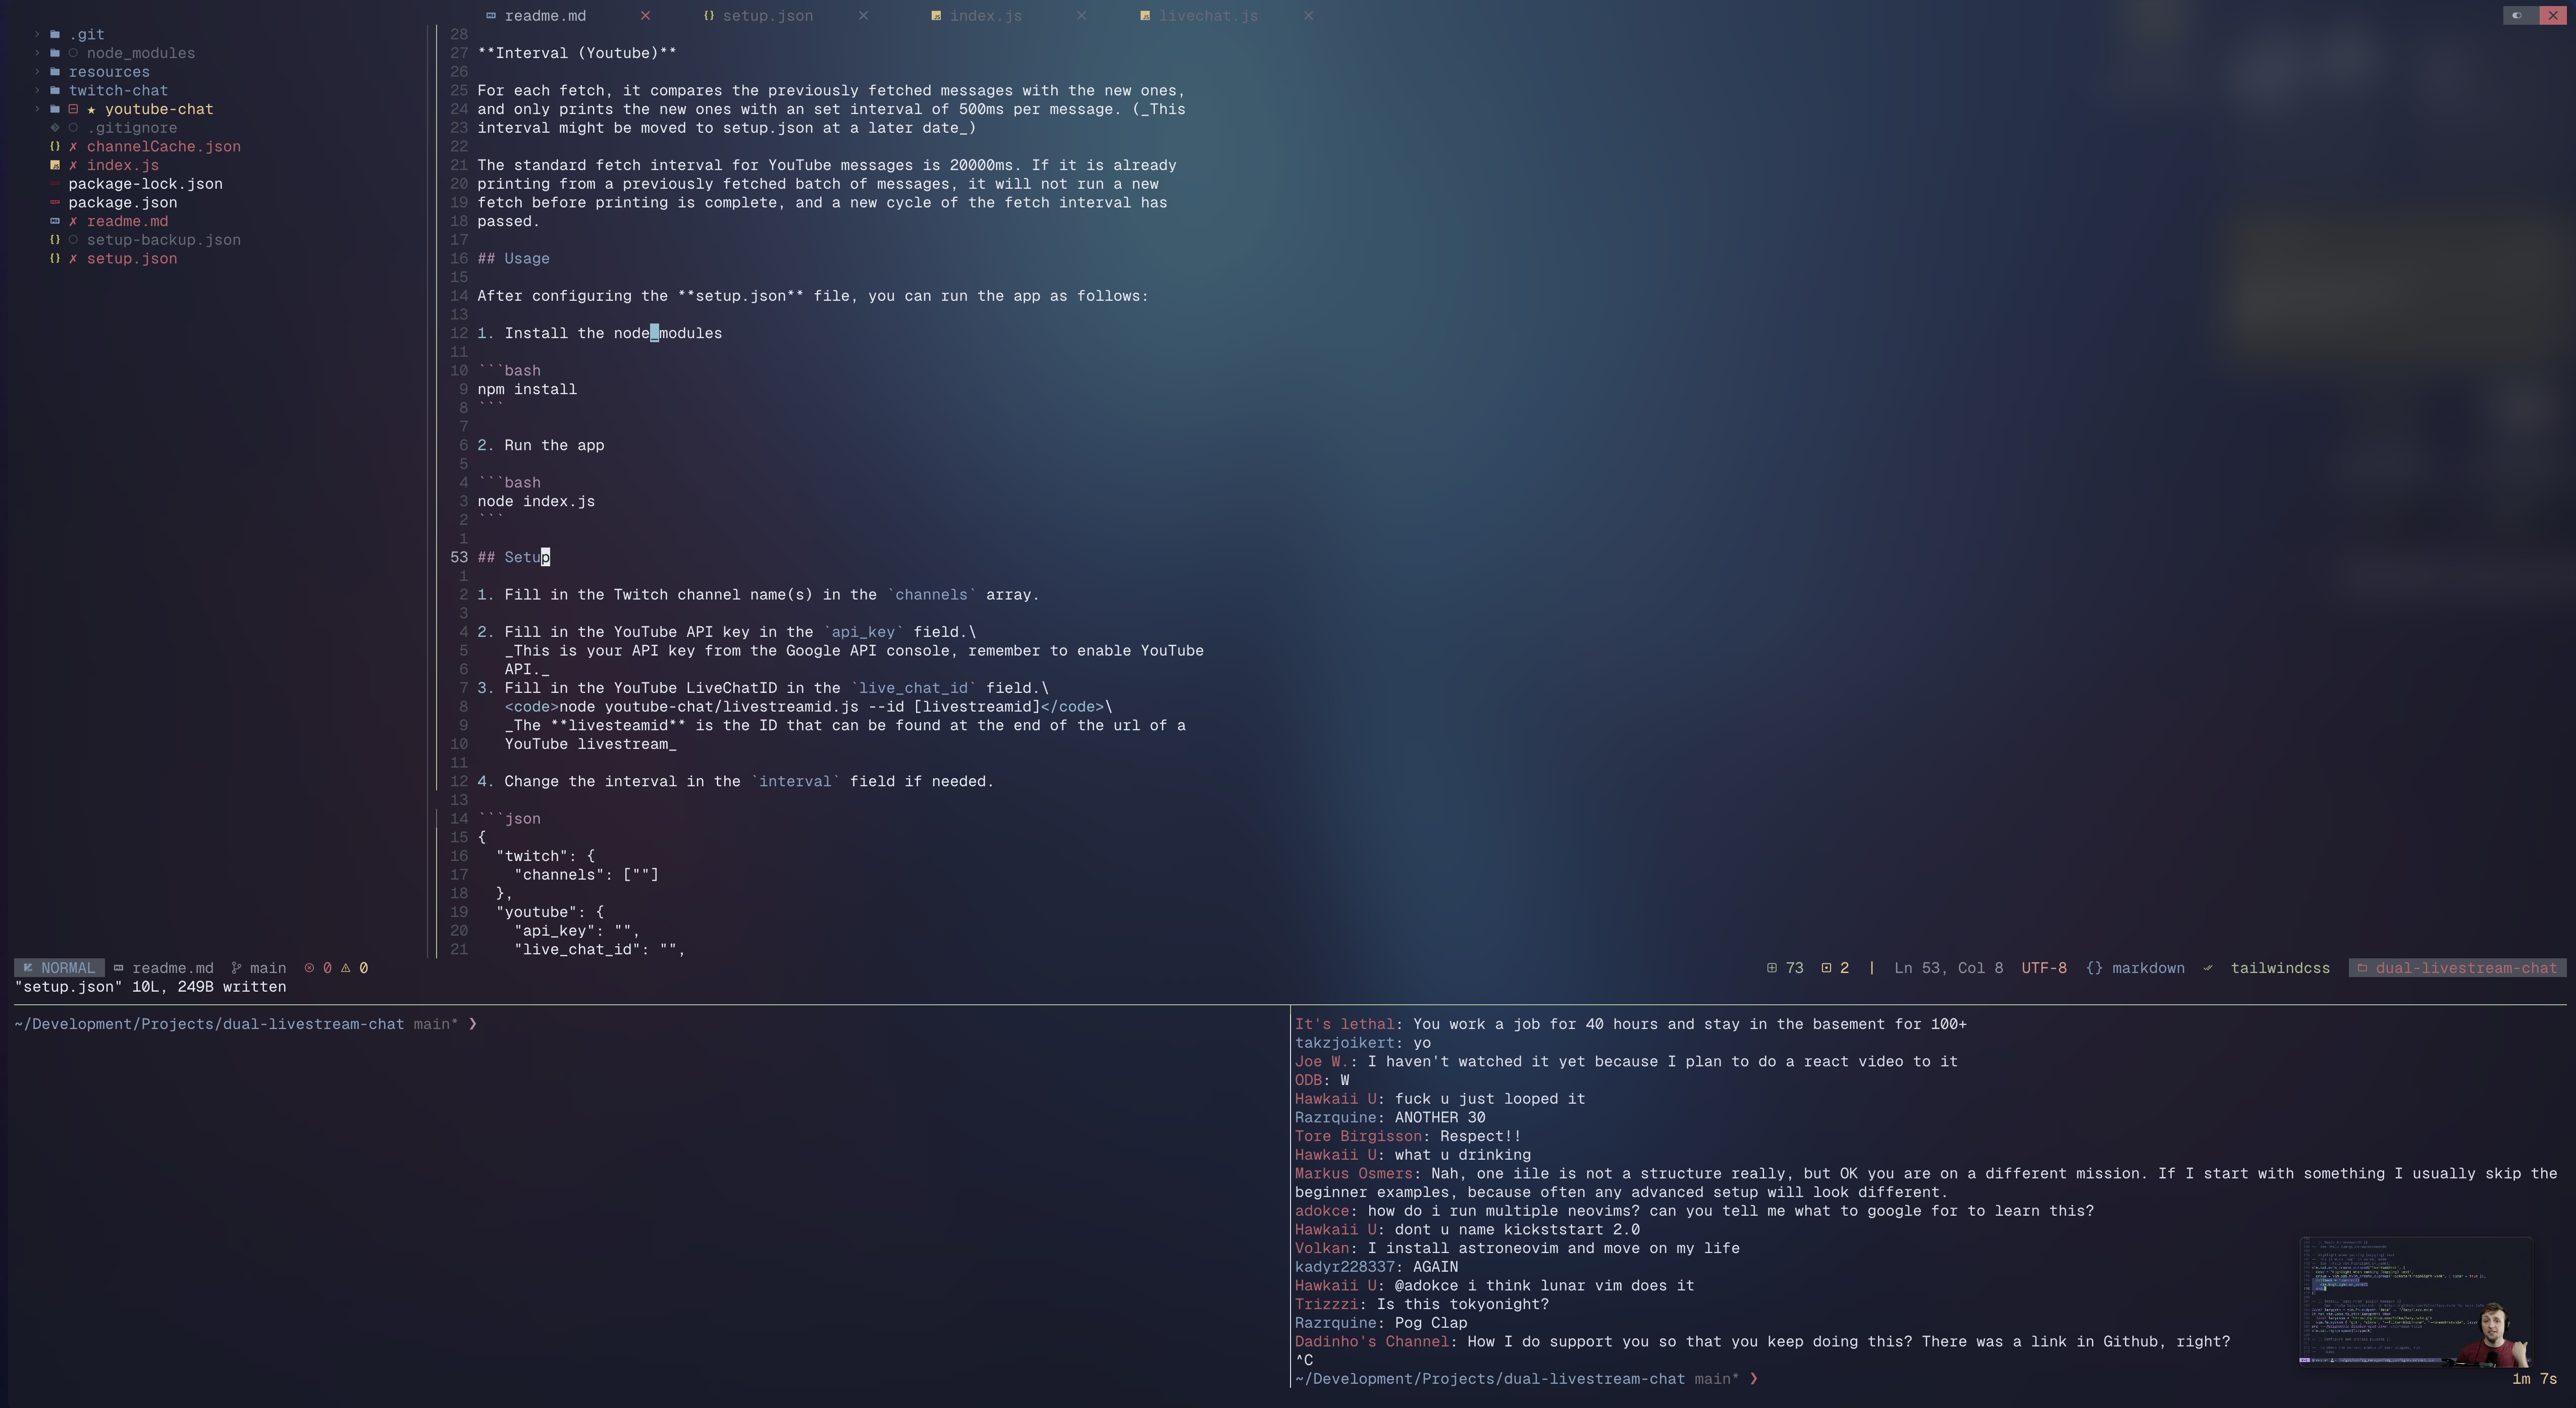 readme.md
setup.json
index.js
livechat.js
.git
node_modules
resources
twitch-chat
youtube-chat
.gitignore
channelCache.json
index.js
package-lock.json
package.json
readme.md
setup-backup.json
setup.json
28
27 **Interval (Youtube)**
26
25 For each fetch, it compares the previously fetched messages with the new ones,
24 and only prints the new ones with an set interval of 500ms per message. (_This
23 interval might be moved to setup.json at a later date_)
22
21 The standard fetch interval for YouTube messages is 20000ms. If it is already
20 printing from a previously fetched batch of messages, it will not run a new
19 fetch before printing is complete, and a new cycle of the fetch interval has
18 passed.
17
16 ## Usage
15
14 After configuring the **setup.json** file, you can run the app as follows:
13
12 1. Install the node_modules
11
10 ```bash
9 npm install
8 ```
7
6 2. Run the app
5
4 ```bash
3 node index.js
2 ```
1
53 ## Setup
1
2 1. Fill in the Twitch channel name(s) in the `channels` array.
3
4 2. Fill in the YouTube API key in the `api_key` field.\
5 _This is your API key from the Google API console, remember to enable YouTube
6 API._
7 3. Fill in the YouTube LiveChatID in the `live_chat_id` field.\
8 <code>node youtube-chat/livestreamid.js --id [livestreamid]</code>\
9 _The **livesteamid** is the ID that can be found at the end of the url of a
10 YouTube livestream_
11
12 4. Change the interval in the `interval` field if needed.
13
14 ```json
15 {
16 "twitch": {
17 "channels": [""]
18 },
19 "youtube": {
20 "api_key": "",
21 "live_chat_id": "",
NORMAL readme.md main 0 0 73 2 | Ln 53, Col 8 UTF-8 {} markdown tailwindcss dual-livestream-chat
"setup.json" 10L, 249B written
~/Development/Projects/dual-livestream-chat main* ❯
It's lethal: You work a job for 40 hours and stay in the basement for 100+
takzjoikert: yo
Joe W.: I haven't watched it yet because I plan to do a react video to it
ODB: W
Hawkaii U: fuck u just looped it
Razrquine: ANOTHER 30
Tore Birgisson: Respect!!
Hawkaii U: what u drinking
Markus Osmers: Nah, one iile is not a structure really, but OK you are on a different mission. If I start with something I usually skip the
beginner examples, because often any advanced setup will look different.
adokce: how do i run multiple neovims? can you tell me what to google for to learn this?
Hawkaii U: dont u name kickststart 2.0
Volkan: I install astroneovim and move on my life
kadyr228337: AGAIN
Hawkaii U: @adokce i think lunar vim does it
Trizzzi: Is this tokyonight?
Razrquine: Pog Clap
Dadinho's Channel: How I do support you so that you keep doing this? There was a link in Github, right?
^C
~/Development/Projects/dual-livestream-chat main* ❯
1m 7s